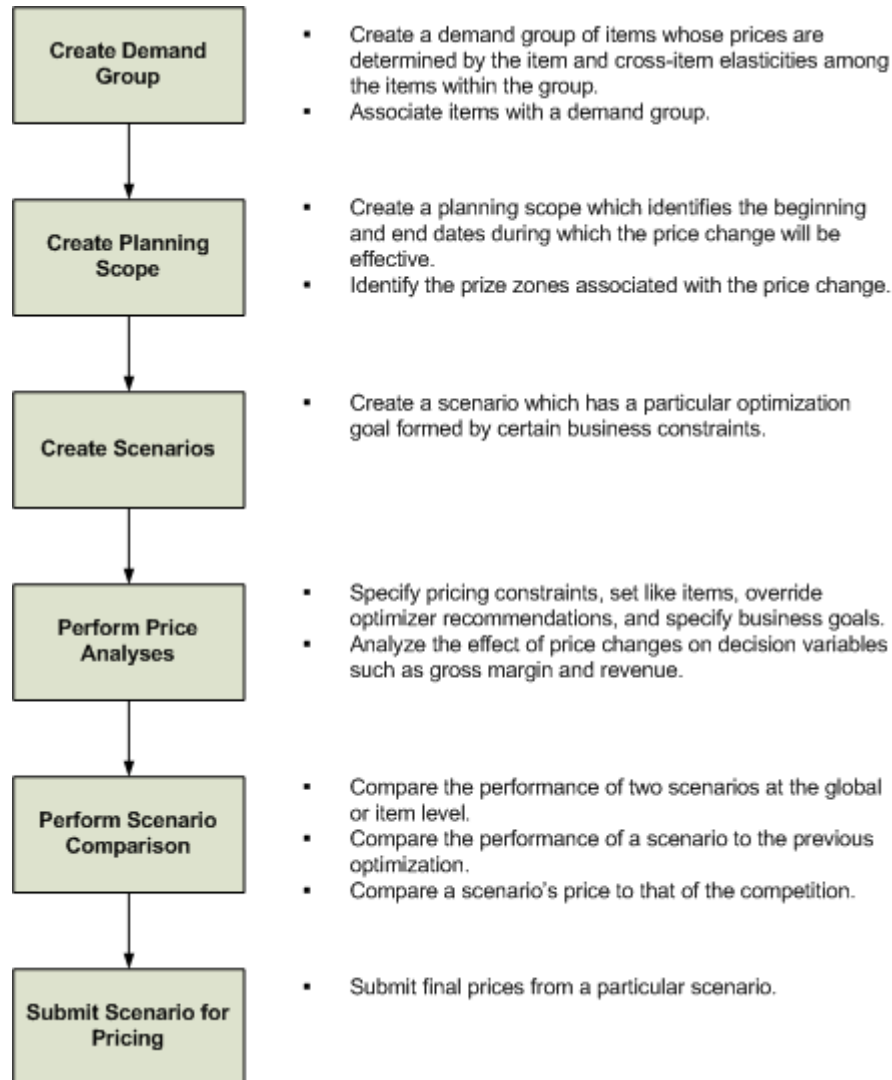 Create Demand
Group
▪ Create a demand group of items whose prices are
determined by the item and cross-item elasticities among
the items within the group.
▪ Associate items with a demand group.
Create Planning
Scope
▪ Create a planning scope which identifies the beginning
and end dates during which the price change will be
effective.
▪ Identify the prize zones associated with the price change.
Create Scenarios
▪ Create a scenario which has a particular optimization
goal formed by certain business constraints.
Perform Price
Analyses
▪ Specify pricing constraints, set like items, override
optimizer recommendations, and specify business goals.
▪ Analyze the effect of price changes on decision variables
such as gross margin and revenue.
Perform Scenario
Comparison
▪ Compare the performance of two scenarios at the global
or item level.
▪ Compare the performance of a scenario to the previous
optimization.
▪ Compare a scenario's price to that of the competition.
Submit Scenario for
Pricing
▪ Submit final prices from a particular scenario.